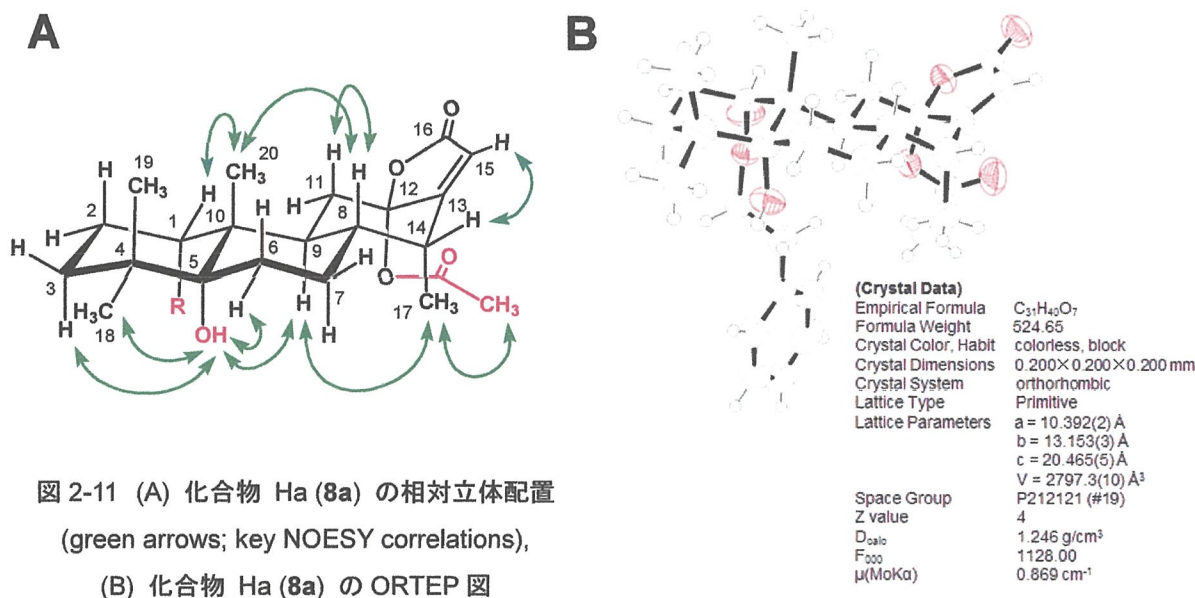 A
B
O
16
H
15
19
CH₃
H
20
CH₃
H
H
O
12
13
H
11
H
8
14
2
1
H
10
H
6
H
4
5
9
H
O
O
H
3
H₃C
18
R
H
H
7
H
17
CH₃
CH₃
H
OH
(Crystal Data)
Empirical Formula C₃₁H₄₀O₇
Formula Weight 524.65
Crystal Color, Habit colorless, block
Crystal Dimensions 0.200×0.200×0.200 mm
Crystal System orthorhombic
Lattice Type Primitive
Lattice Parameters a = 10.392(2) Å
b = 13.153(3) Å
c = 20.465(5) Å
V = 2797.3(10) Å³
Space Group P212121 (#19)
Z value 4
Dcalc 1.246 g/cm³
F₀₀₀ 1128.00
μ(MoKα) 0.869 cm⁻¹
図 2-11 (A) 化合物 Ha (8a) の相対立体配置
(green arrows; key NOESY correlations),
(B) 化合物 Ha (8a) の ORTEP 図